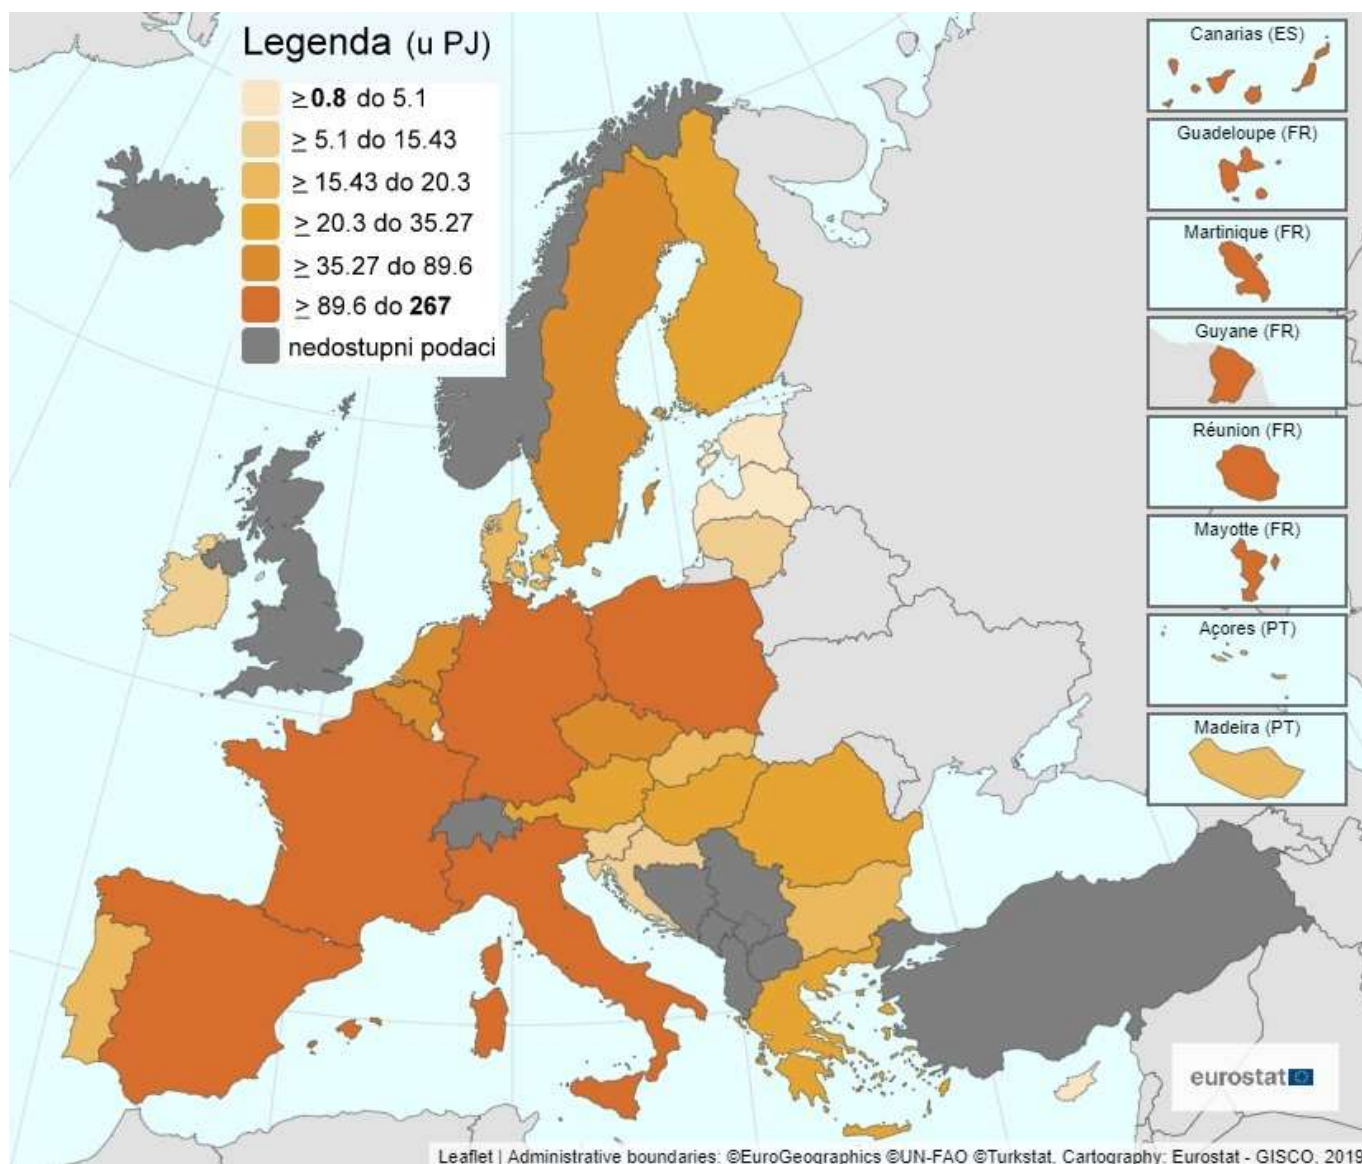 Legenda (u PJ)
≥ 0.8 do 5.1
≥ 5.1 do 15.43
≥ 15.43 do 20.3
≥ 20.3 do 35.27
≥ 35.27 do 89.6
≥ 89.6 do 267
nedostupni podaci
Canarias (ES)
Guadeloupe (FR)
Martinique (FR)
Guyane (FR)
Réunion (FR)
Mayotte (FR)
Açores (PT)
Madeira (PT)
eurostat
Leaflet | Administrative boundaries: ©EuroGeographics ©UN-FAO ©Turkstat, Cartography: Eurostat - GISCO, 2019